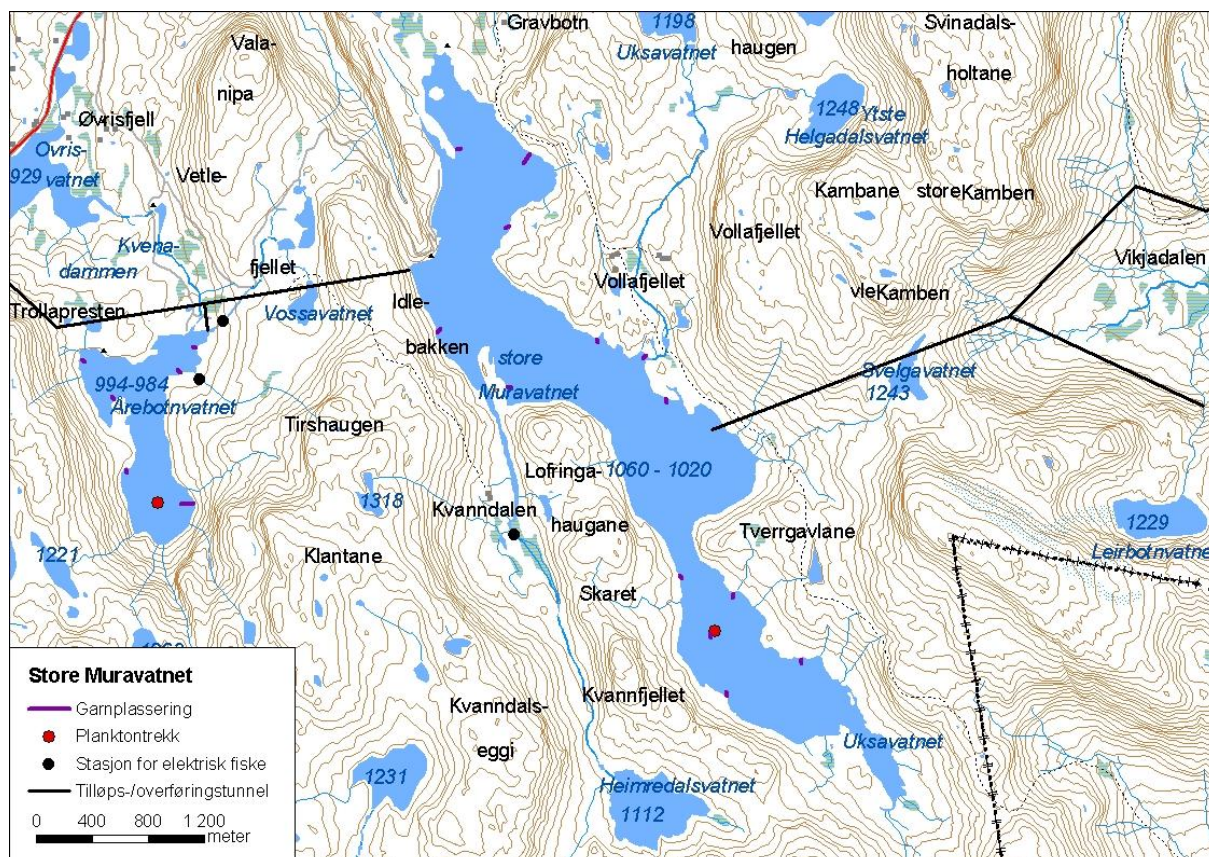 Gravbotn
1198
Uksavatnet
haugen
Svinadals-
holtane
Vala-
nipa
Øvrisfjell
1248 Ytste
Helgadalsvatnet
Ovris-
929 vatnet
Vetle-
Kambane
store Kamben
Vollafjellet
Kvena-
dammen
fjellet
Vollafjellet
Vikjadalen
vle Kamben
Trollapresten
Vossavatnet
Idle-
bakken
store
Muravatnet
Svelgavatnet
1243
994-984
Årebotnvatnet
Tirshaugen
Lofringa-
1060 - 1020
haugane
1318
Kvanndalen
Tverrgavlane
1229
Leirbotnvatne
1221
Klantane
Skaret
Kvannfjellet
Kvanndals-
eggi
Uksavatnet
1231
Heimredalsvatnet
1112
Store Muravatnet
Garnplassering
Planktontrekk
Stasjon for elektrisk fiske
Tilløps-/overføringstunnel
0 400 800 1 200
meter